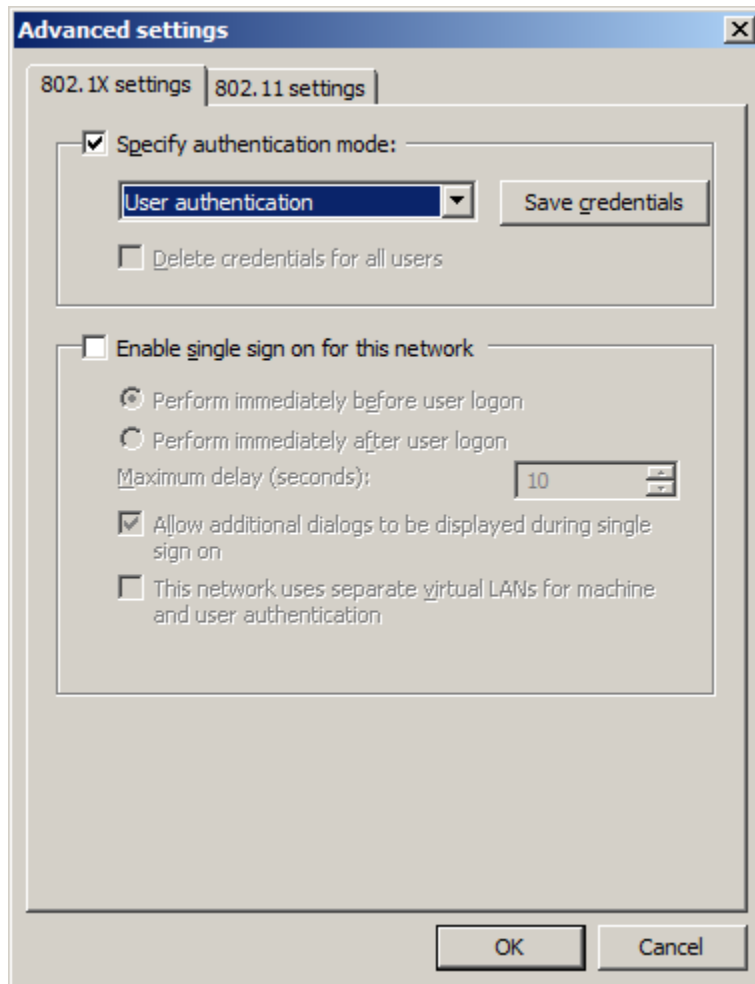 Advanced settings
802.1X settings
802.11 settings
Specify authentication mode:
User authentication
Save credentials
Delete credentials for all users
Enable single sign on for this network
Perform immediately before user logon
Perform immediately after user logon
Maximum delay (seconds):
10
Allow additional dialogs to be displayed during single
sign on
This network uses separate virtual LANs for machine
and user authentication
OK
Cancel